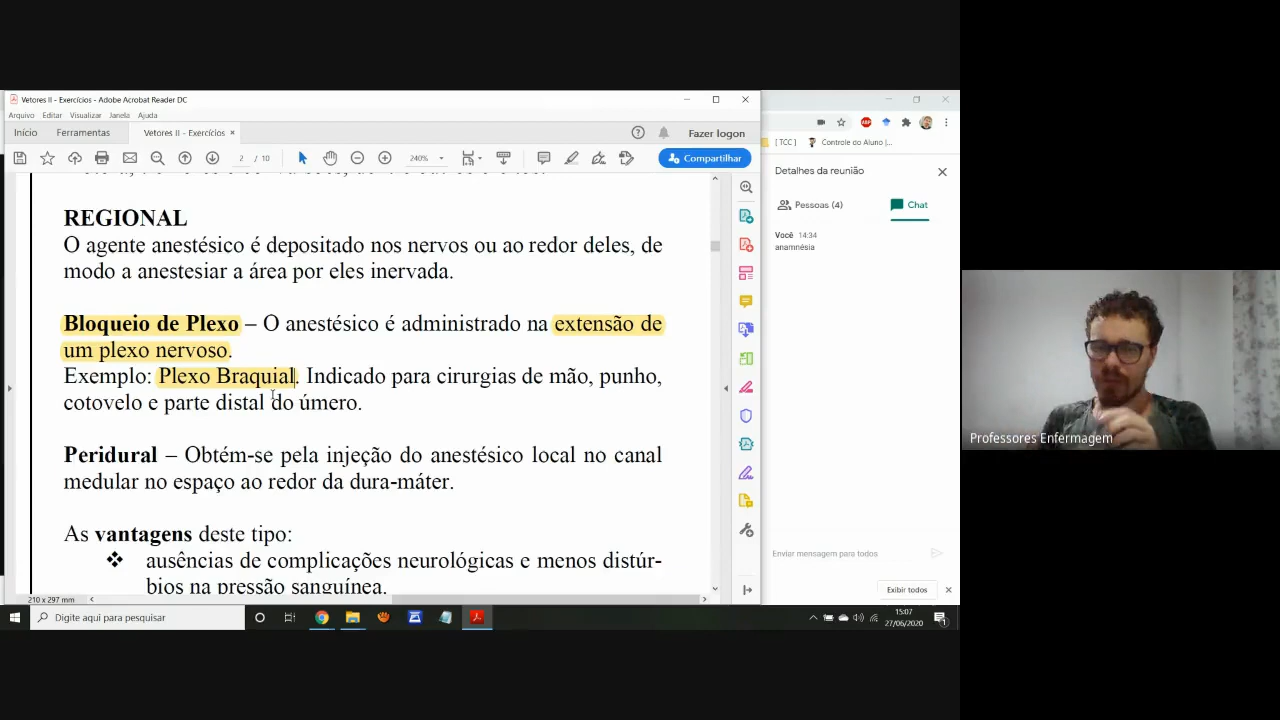 Vetores II - Exercícios - Adobe Acrobat Reader DC
Arquivo Editar Visualizar Janela Ajuda
Início Ferramentas Vetores II - Exercícios ×
Fazer logon
2 / 10 240% Compartilhar
REGIONAL
O agente anestésico é depositado nos nervos ou ao redor deles, de
modo a anestesiar a área por eles inervada.
Bloqueio de Plexo – O anestésico é administrado na extensão de
um plexo nervoso.
Exemplo: Plexo Braquial. Indicado para cirurgias de mão, punho,
cotovelo e parte distal do úmero.
Peridural – Obtém-se pela injeção do anestésico local no canal
medular no espaço ao redor da dura-máter.
As vantagens deste tipo:
❖ ausências de complicações neurológicas e menos distúr-
bios na pressão sanguínea.
210 x 297 mm
[ TCC ] Controle do Aluno |...
Detalhes da reunião
Pessoas (4) Chat
Você 14:34
anamnésia
Enviar mensagem para todos
Exibir todos
Professores Enfermagem
Digite aqui para pesquisar
15:07
27/06/2020